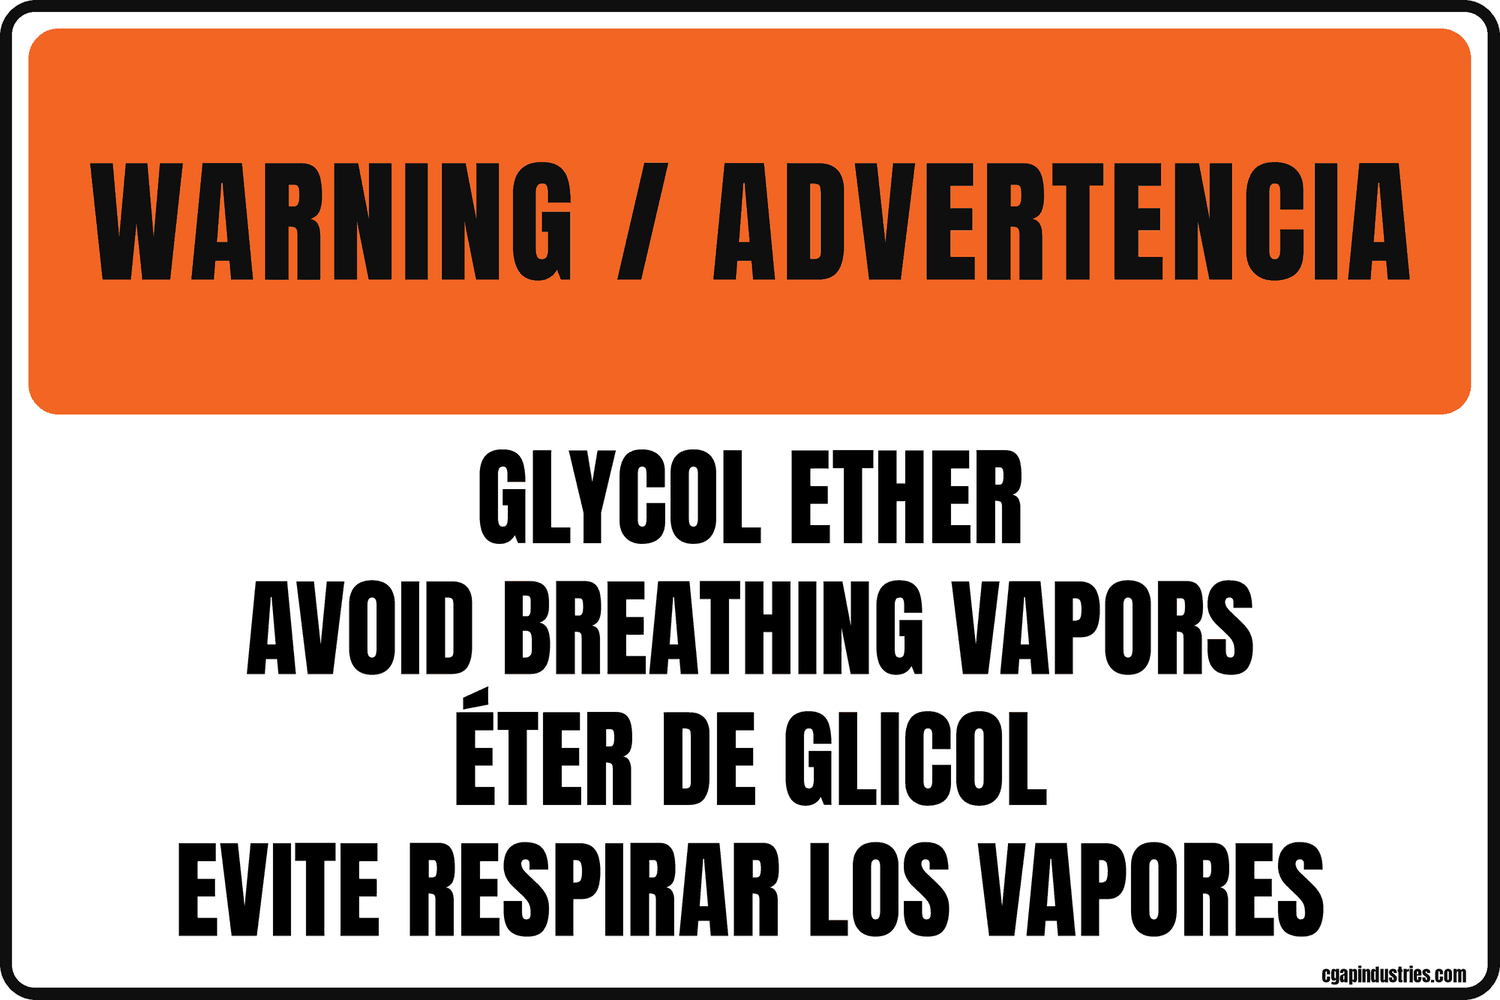 WARNING / ADVERTENCIA
GLYCOL ETHER
AVOID BREATHING VAPORS
ÉTER DE GLICOL
EVITE RESPIRAR LOS VAPORES
cgapindustries.com